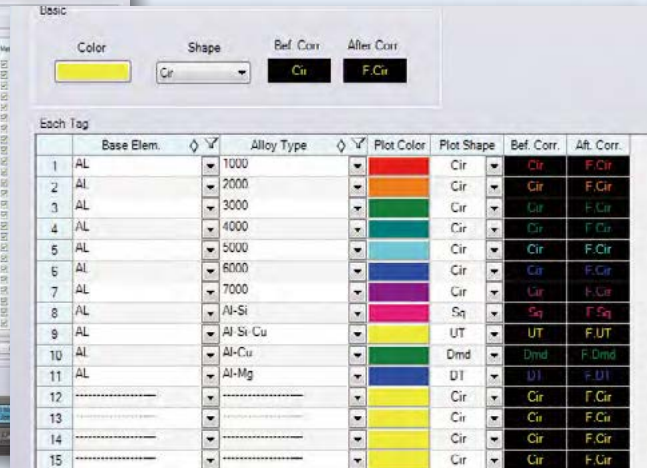 Basic
Color Shape Bef. Corr After Corr
Cir Cir F.Cir
Each Tag
Base Elem. Alloy Type Plot Color Plot Shape Bef. Corr. Aft. Corr.
1 AL 1000 Cir Cir F.Cir
2 AL 2000 Cir Cir F.Cir
3 AL 3000 Cir Cir F.Cir
4 AL 4000 Cir Cir F.Cir
5 AL 5000 Cir Cir F.Cir
6 AL 6000 Cir Cir F.Cir
7 AL 7000 Cir Cir F.Cir
8 AL Al-Si Sq Sq F.Sq
9 AL Al-Si-Cu UT UT F.UT
10 AL Al-Cu Dmd Dmd F.Dmd
11 AL Al-Mg DT DT F.DT
12 ------------------ ------------------ Cir Cir F.Cir
13 ------------------ ------------------ Cir Cir F.Cir
14 ------------------ ------------------ Cir Cir F.Cir
15 ------------------ ------------------ Cir Cir F.Cir